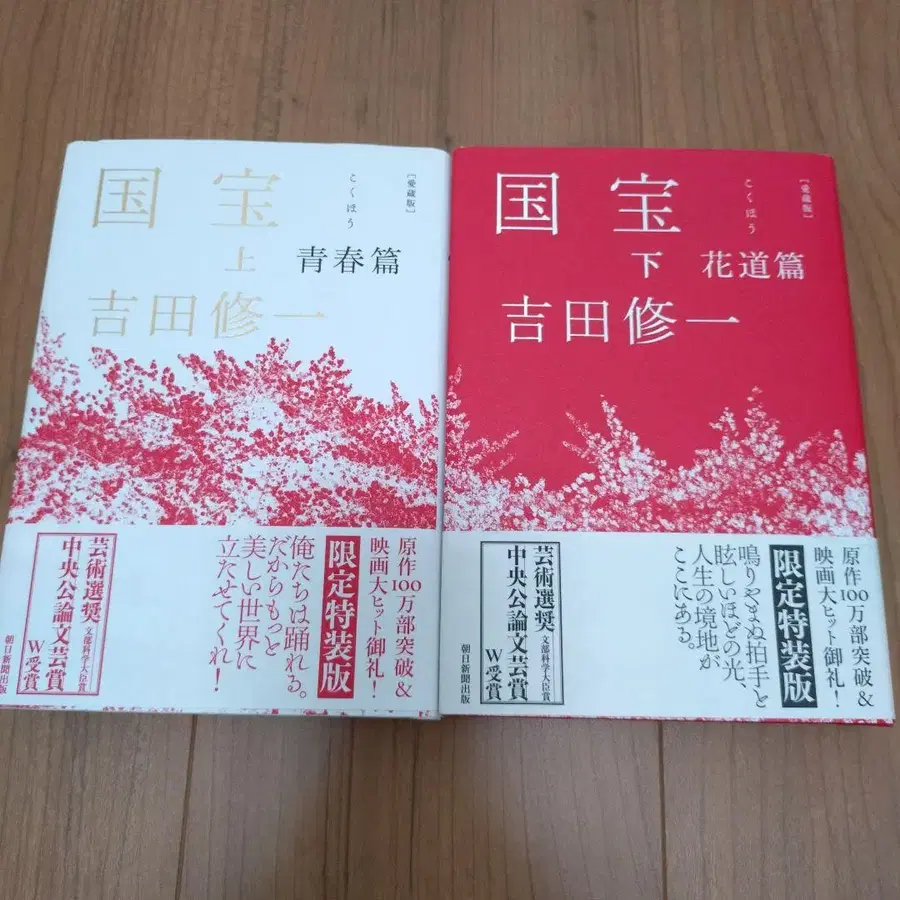 国宝
こくほう
[愛蔵版]
上 青春篇
吉田修一
原作100万部突破&
映画大ヒット御礼!
限定特装版
俺たちは踊れる。
だからもっと
美しい世界に
立たせてくれ!
芸術選奨 文部科学大臣賞
中央公論文芸賞
W受賞
朝日新聞出版
国宝
こくほう
[愛蔵版]
下 花道篇
吉田修一
原作100万部突破&
映画大ヒット御礼!
限定特装版
鳴りやまぬ拍手と
眩しいほどの光、
人生の境地が
ここにある。
芸術選奨 文部科学大臣賞
中央公論文芸賞
W受賞
朝日新聞出版